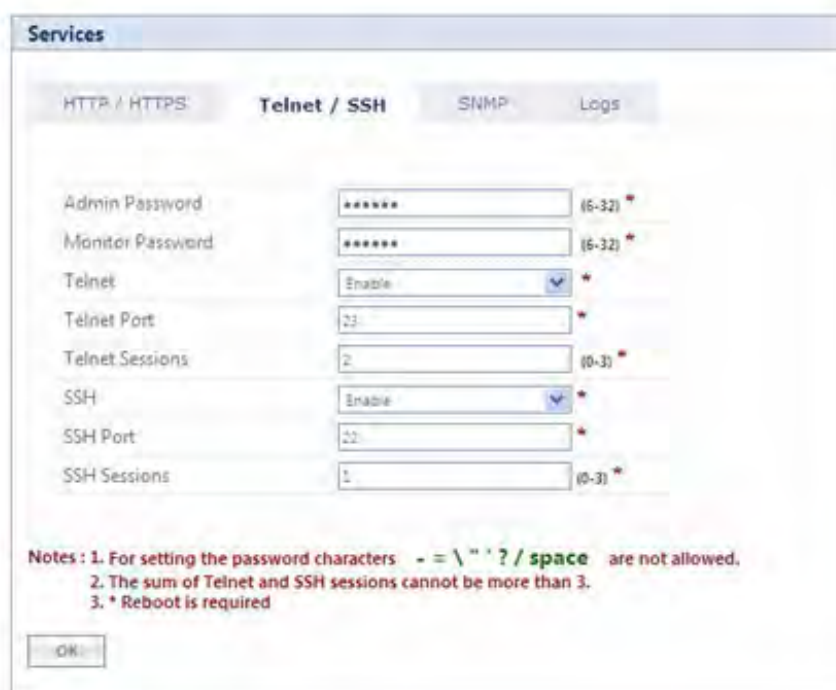 Services
HTTP / HTTPS Telnet / SSH SNMP Logs
Admin Password •••••• (6-32) *
Monitor Password •••••• (6-32) *
Telnet Enable *
Telnet Port 23 *
Telnet Sessions 2 (0-3) *
SSH Enable *
SSH Port 22 *
SSH Sessions 1 (0-3) *
Notes : 1. For setting the password characters - = \ " ' ? / space are not allowed.
2. The sum of Telnet and SSH sessions cannot be more than 3.
3. * Reboot is required
OK